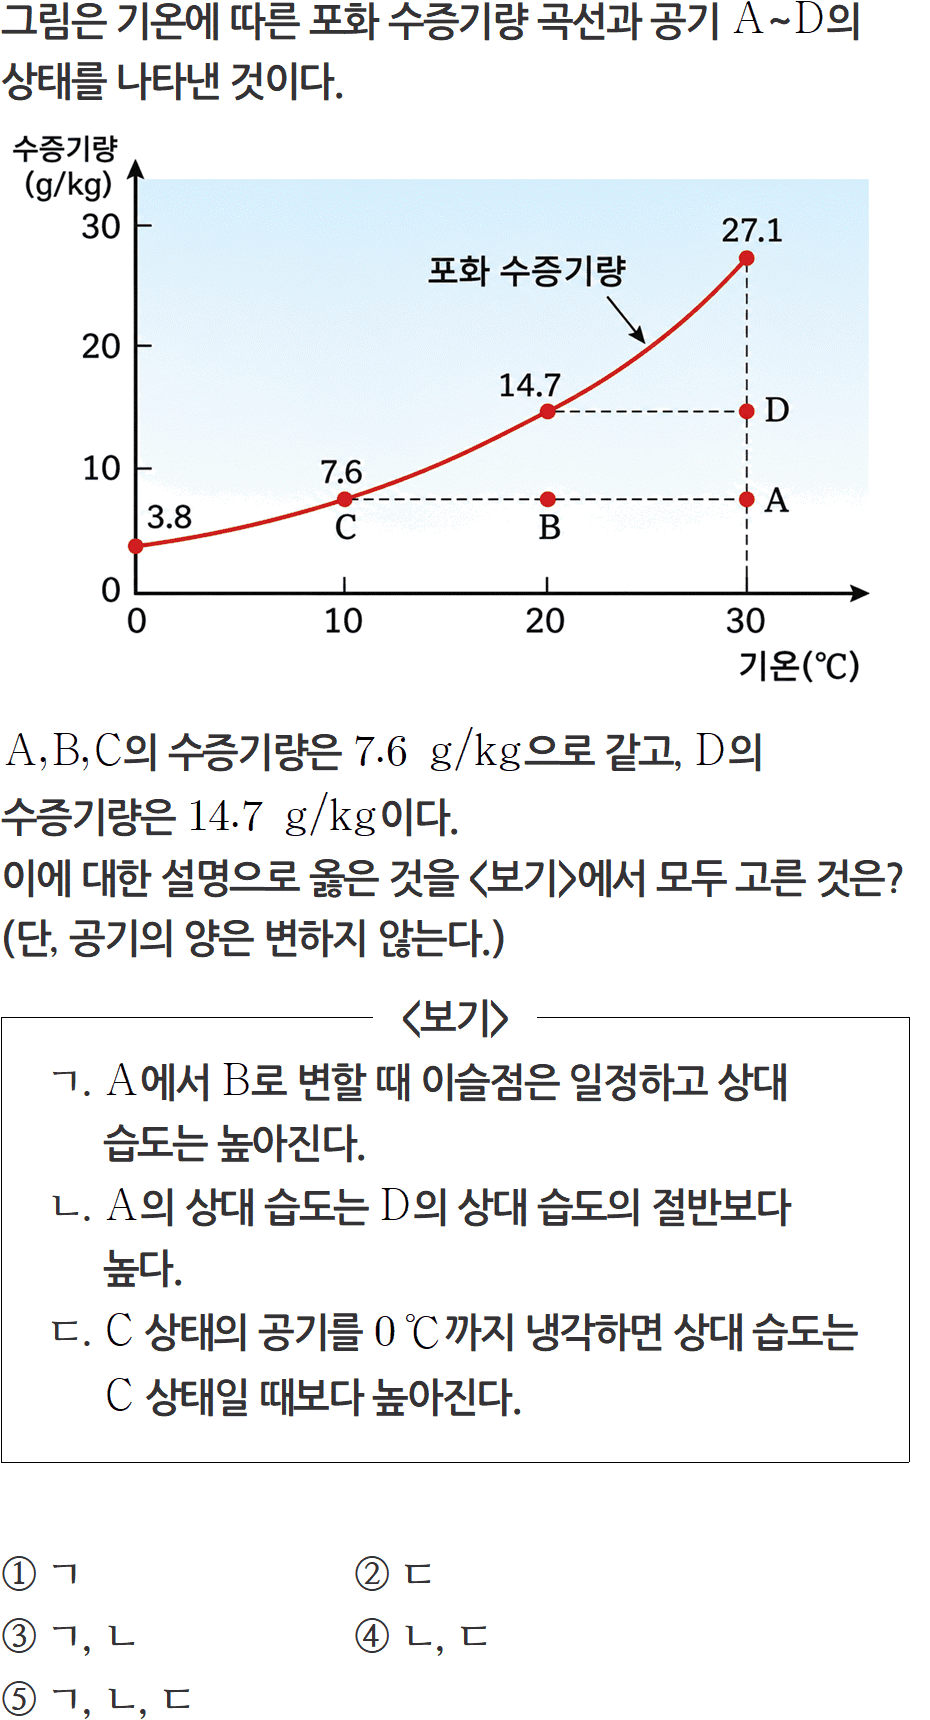 그림은 기온에 따른 포화 수증기량 곡선과 공기 A~D의
상태를 나타낸 것이다.
수증기량
(g/kg)
30
27.1
포화 수증기량
20
14.7
D
10
7.6
A
3.8
C
B
0
0
10
20
30
기온(℃)
A,B,C의 수증기량은 7.6 g/kg으로 같고, D의
수증기량은 14.7 g/kg이다.
이에 대한 설명으로 옳은 것을 <보기>에서 모두 고른 것은?
(단, 공기의 양은 변하지 않는다.)
<보기>
ㄱ. A에서 B로 변할 때 이슬점은 일정하고 상대
습도는 높아진다.
ㄴ. A의 상대 습도는 D의 상대 습도의 절반보다
높다.
ㄷ. C 상태의 공기를 0℃까지 냉각하면 상대 습도는
C 상태일 때보다 높아진다.
① ㄱ
② ㄷ
③ ㄱ, ㄴ
④ ㄴ, ㄷ
⑤ ㄱ, ㄴ, ㄷ